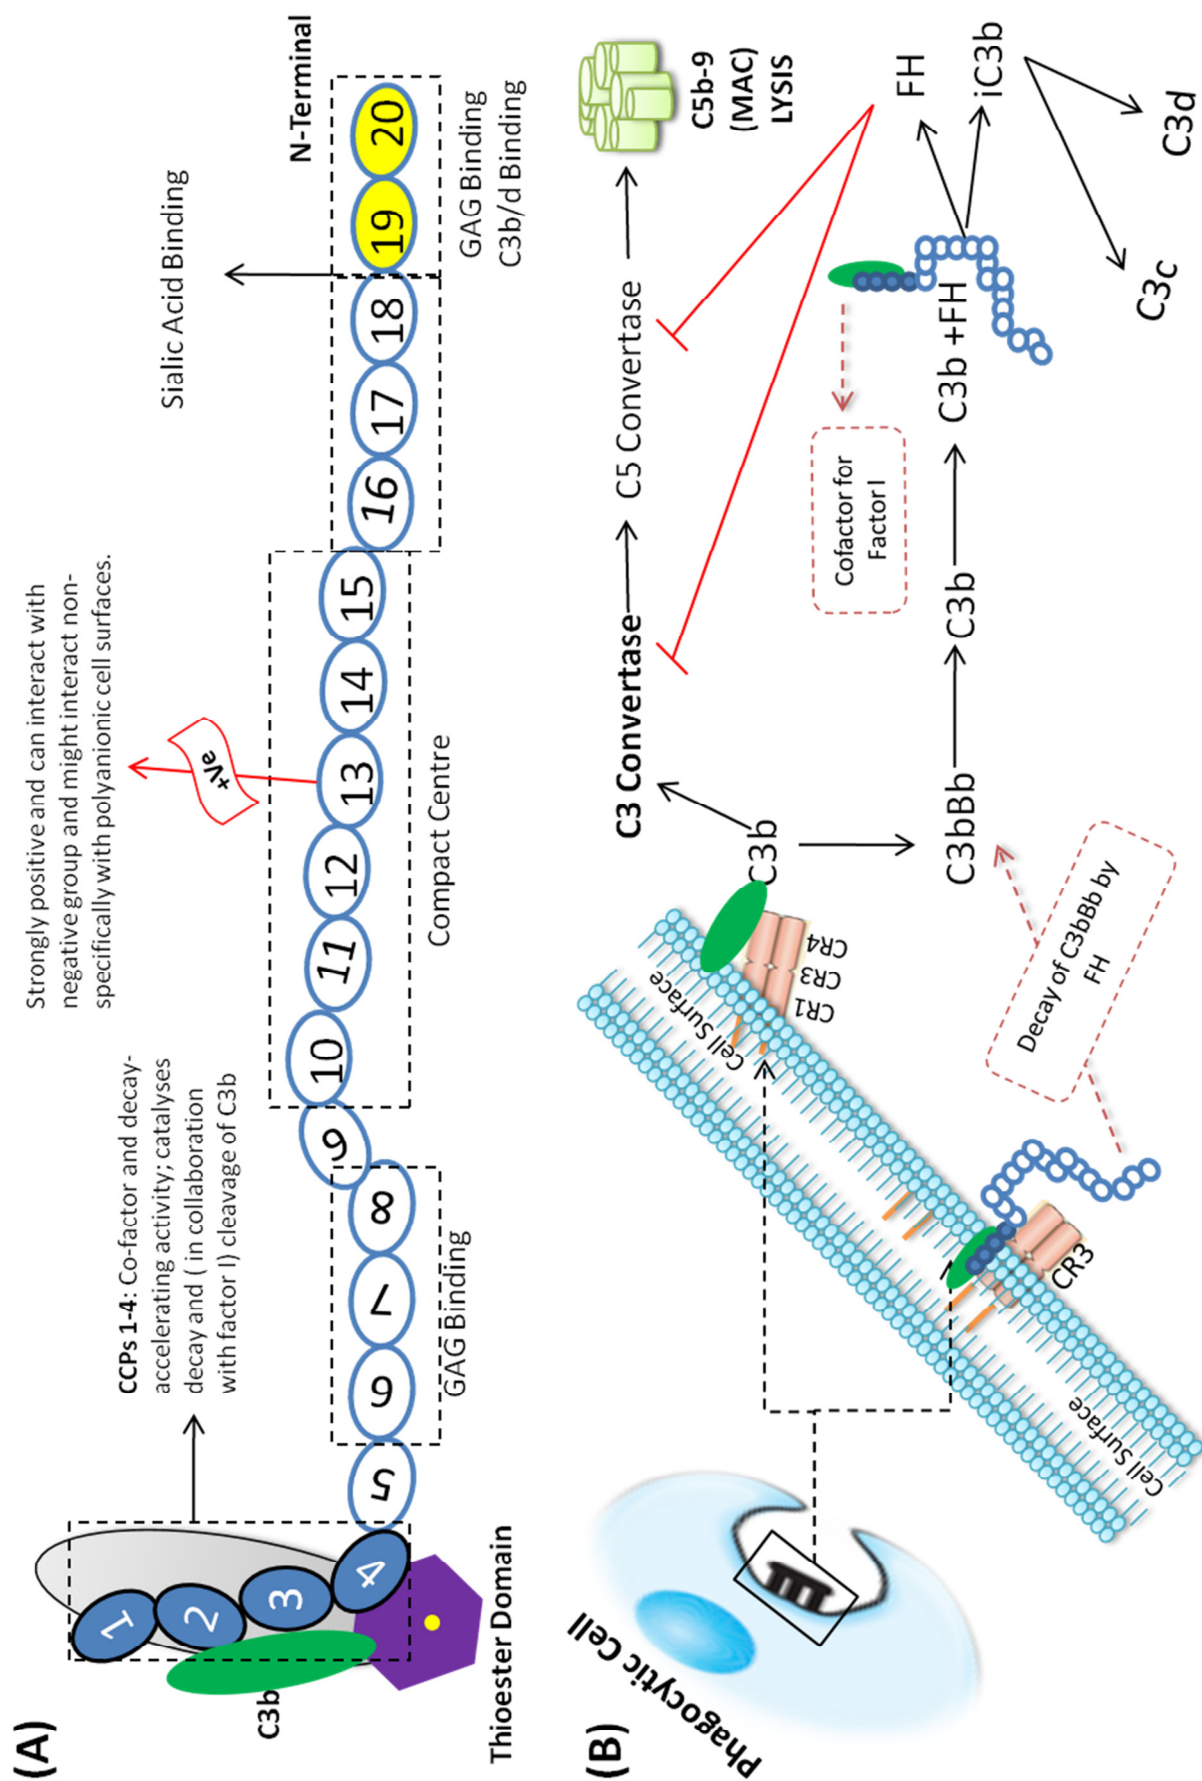 (A)
C3b
Thioester Domain
1
2
3
4
5
6
7
8
9
10
11
12
13
14
15
16
17
18
19
20
CCPs 1-4: Co-factor and decay-
accelerating activity; catalyses
decay and ( in collaboration
with factor I) cleavage of C3b
GAG Binding
Strongly positive and can interact with
negative group and might interact non-
specifically with polyanionic cell surfaces.
+Ve
Compact Centre
Sialic Acid Binding
N-Terminal
GAG Binding
C3b/d Binding
(B)
Phagocytic Cell
Cell Surface
Cell Surface
CR3
CR1
CR3
CR4
C3b
C3 Convertase
C5 Convertase
C5b-9
(MAC)
LYSIS
C3bBb
C3b
C3b +FH
FH
iC3b
C3c
C3d
Decay of C3bBb by
FH
Cofactor for
Factor I